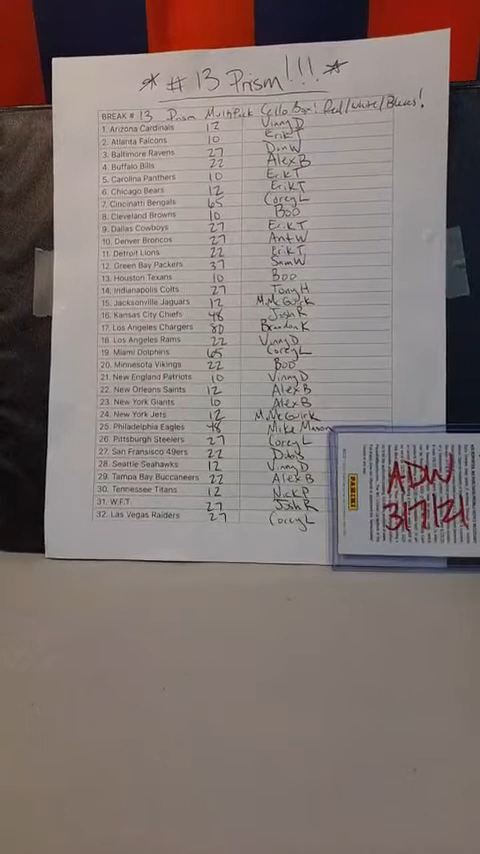 * #13 Prism!!! *
BREAK # 13 Prism MultiPack Cello Box! Red/White/Blues!
1. Arizona Cardinals 12 Vinny D
2. Atlanta Falcons 10 Erik T
3. Baltimore Ravens 27 Dan W
4. Buffalo Bills 22 Alex B
5. Carolina Panthers 10 Erik T
6. Chicago Bears 12 Erik T
7. Cincinatti Bengals 65 Corey L
8. Cleveland Browns 10 Boo
9. Dallas Cowboys 27 Erik T
10. Denver Broncos 27 Ant W
11. Detroit Lions 22 Erik T
12. Green Bay Packers 37 Sam W
13. Houston Texans 10 Boo
14. Indianapolis Colts 27 Tony H
15. Jacksonville Jaguars 12 M.McGuirk
16. Kansas City Chiefs 48 Josh R
17. Los Angeles Chargers 80 Brandon K
18. Los Angeles Rams 22 Vinny D
19. Miami Dolphins 65 Corey L
20. Minnesota Vikings 22 Boo
21. New England Patriots 10 Vinny D
22. New Orleans Saints 12 Alex B
23. New York Giants 10 Alex B
24. New York Jets 12 M.McGuirk
25. Philadelphia Eagles 48 Mike Mason
26. Pittsburgh Steelers 27 Corey L
27. San Fransisco 49ers 22
28. Seattle Seahawks 12 Vinny D
29. Tampa Bay Buccaneers 22 Alex B
30. Tennessee Titans 12 Nick P
31. W.F.T. 27 Josh R
32. Las Vegas Raiders 27 Corey L
PANINI
ADW
3/7/21